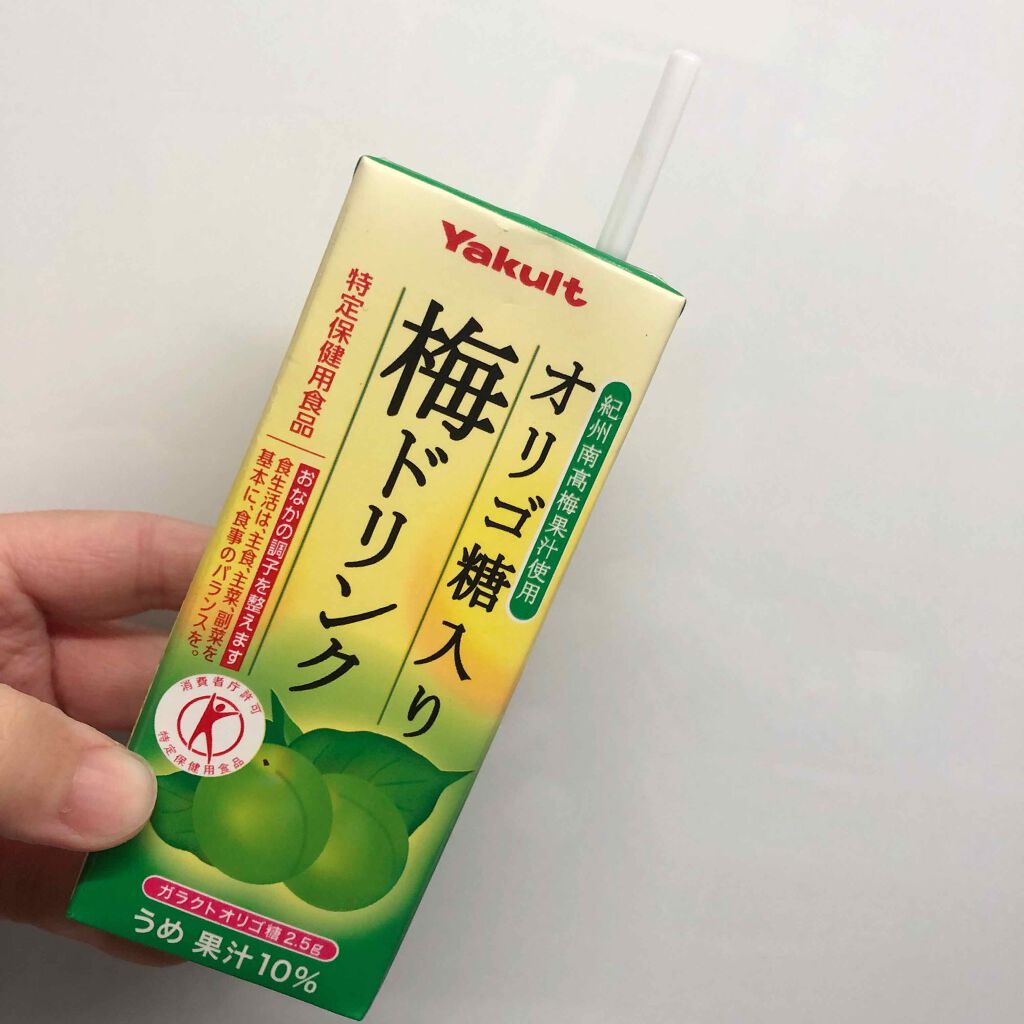 Yakult
紀州南高梅果汁使用
オリゴ糖入り
梅ドリンク
特定保健用食品
おなかの調子を整えます
食生活は、主食、主菜、副菜を
基本に、食事のバランスを。
消費者庁許可
特定保健用食品
ガラクトオリゴ糖2.5g
うめ 果汁10%